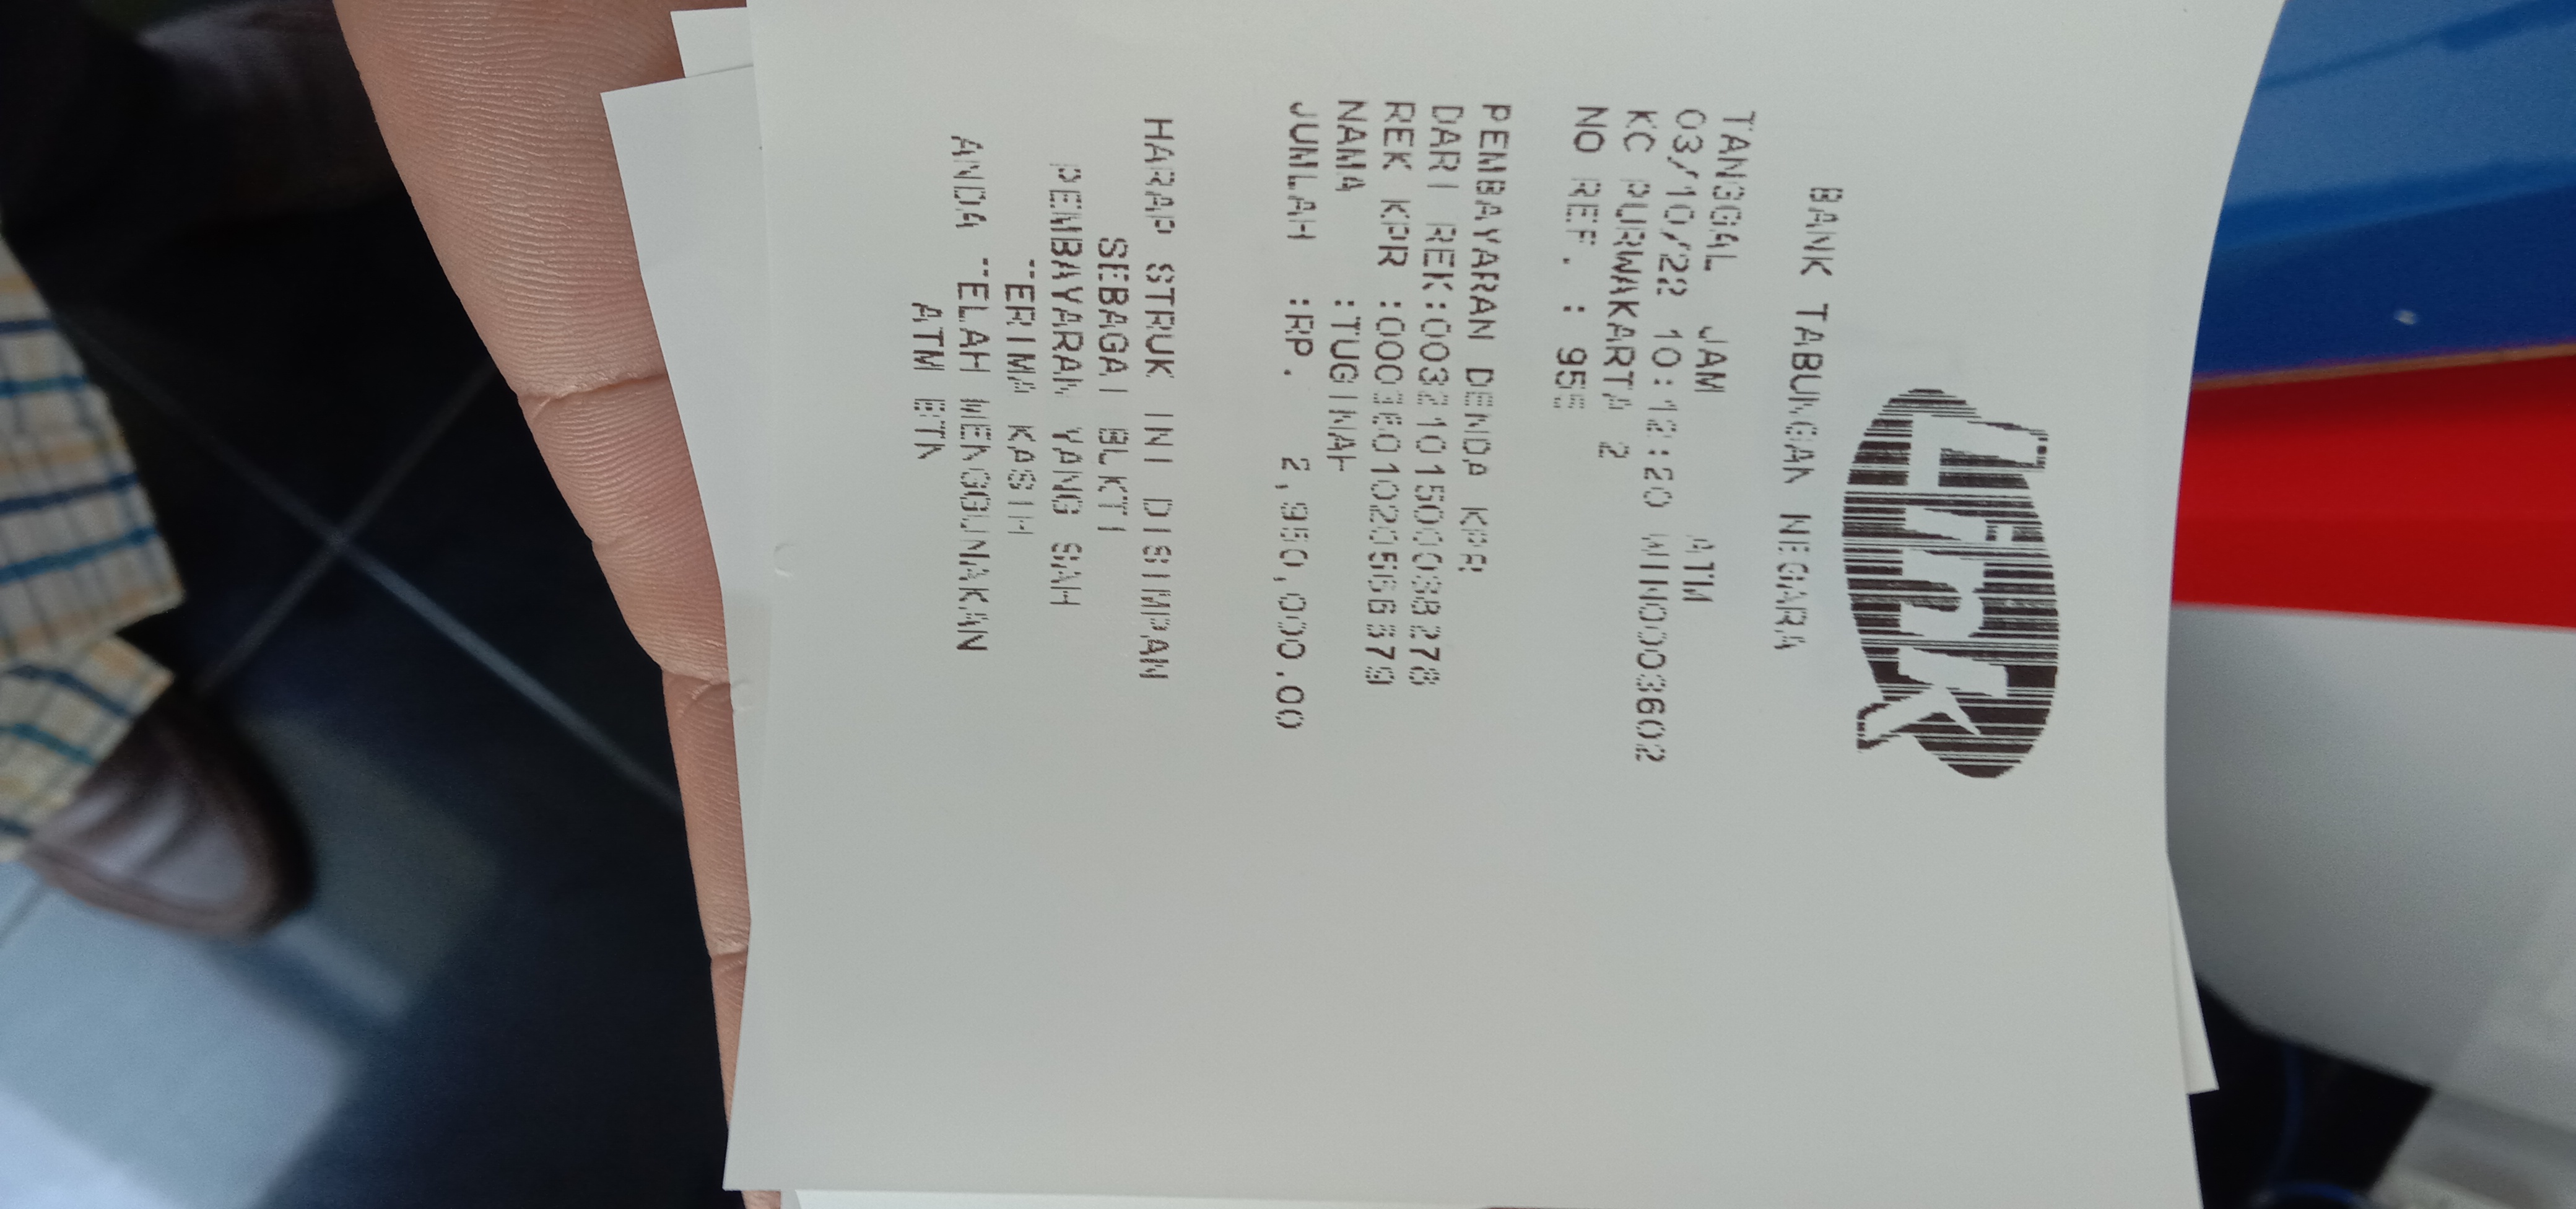 BANK TABUNGAN NEGARA
TANGGAL JAM ATM
03/10/22 10:12:20 WIN0003602
KC PURWAKARTA 2
NO REF. : 955
PEMBAYARAN DENDA KPR
DARI REK:0032101500038278
REK KPR :
NAMA :TUGINAH
JUMLAH :RP. 2,950,000.00
HARAP STRUK INI DISIMPAN
SEBAGAI BUKTI
PEMBAYARAN YANG SAH
TERIMA KASIH
ANDA TELAH MENGGUNAKAN
ATM BTN